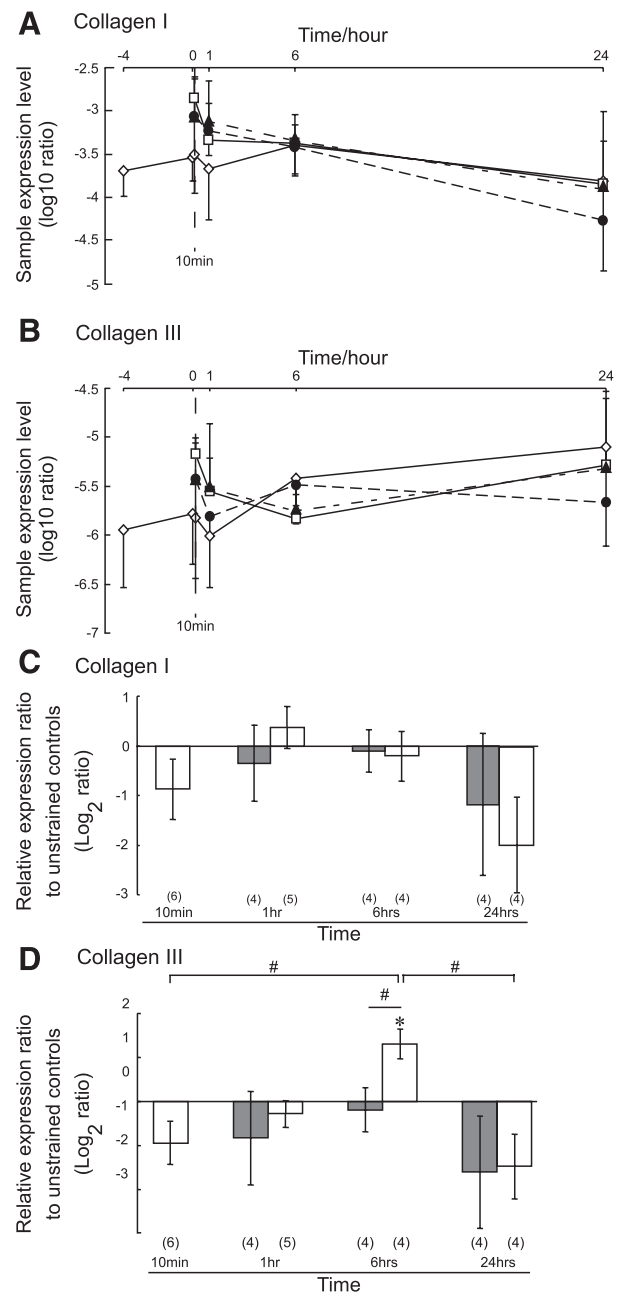 A Collagen I
Time/hour
-4 0 1 6 24
-2.5
-3
-3.5
-4
-4.5
-5
Sample expression level
(log10 ratio)
10min
B Collagen III
Time/hour
-4 0 1 6 24
-4.5
-5
-5.5
-6
-6.5
-7
Sample expression level
(log10 ratio)
10min
C Collagen I
Relative expression ratio
to unstrained controls
(Log2 ratio)
1
0
-1
-2
-3
(6) (4) (5) (4) (4) (4) (4)
10min 1hr 6hrs 24hrs
Time
D Collagen III
# #
#
*
Relative expression ratio
to unstrained controls
(Log2 ratio)
2
1
0
-1
-2
-3
(6) (4) (5) (4) (4) (4) (4)
10min 1hr 6hrs 24hrs
Time